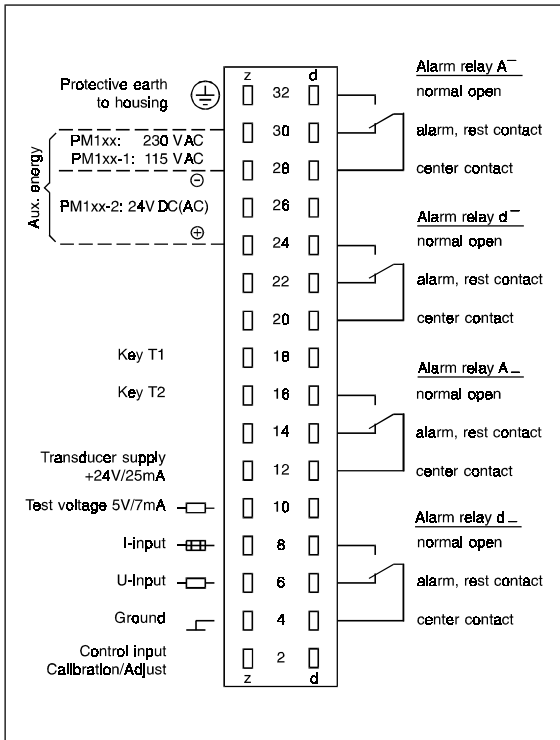 z d
Protective earth
to housing
PM1xx: 230 VAC
PM1xx-1: 115 VAC
PM1xx-2: 24V DC(AC)
Aux. energy
Key T1
Key T2
Transducer supply
+24V/25mA
Test voltage 5V/7mA
I-input
U-Input
Ground
Control input
Calibration/Adjust
32
30
28
26
24
22
20
18
16
14
12
10
8
6
4
2
z d
Alarm relay A¯
normal open
alarm, rest contact
center contact
Alarm relay d¯
normal open
alarm, rest contact
center contact
Alarm relay A_
normal open
alarm, rest contact
center contact
Alarm relay d_
normal open
alarm, rest contact
center contact